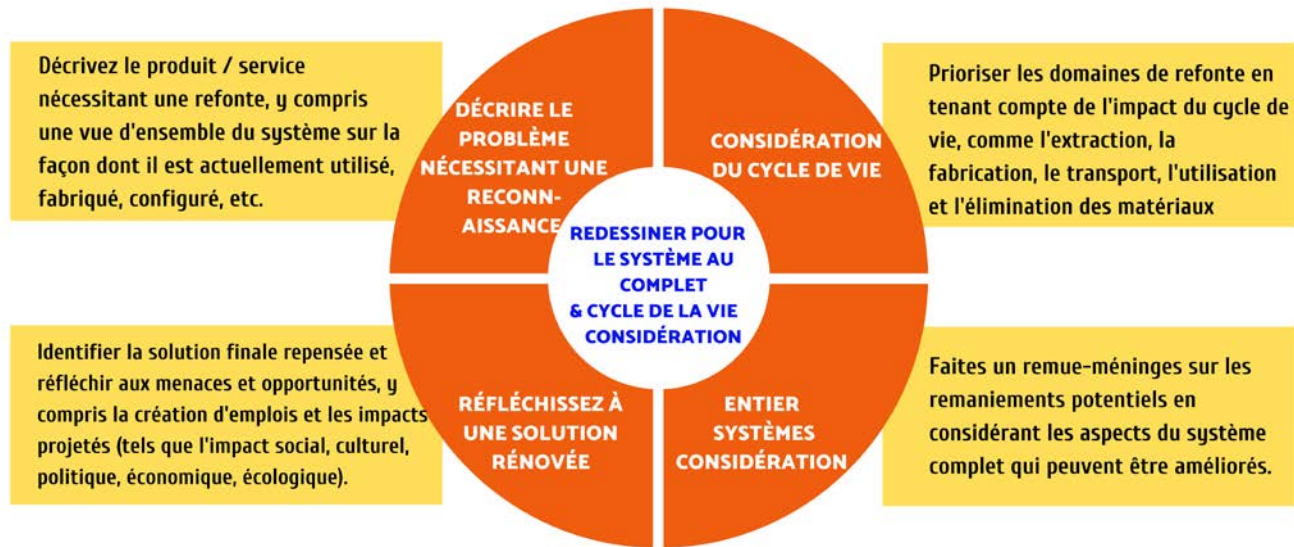 Décrivez le produit / service
nécessitant une refonte, y compris
une vue d'ensemble du système sur la
façon dont il est actuellement utilisé,
fabriqué, configuré, etc.
DÉCRIRE LE
PROBLÈME
NÉCESSITANT UNE
RECONN-
AISSANCE
CONSIDÉRATION
DU CYCLE DE VIE
Prioriser les domaines de refonte en
tenant compte de l'impact du cycle de
vie, comme l'extraction, la
fabrication, le transport, l'utilisation
et l'élimination des matériaux
REDESSINER POUR
LE SYSTÈME AU
COMPLET
& CYCLE DE LA VIE
CONSIDÉRATION
Identifier la solution finale repensée et
réfléchir aux menaces et opportunités, y
compris la création d'emplois et les impacts
projetés (tels que l'impact social, culturel,
politique, économique, écologique).
RÉFLÉCHISSEZ À
UNE SOLUTION
RÉNOVÉE
ENTIER
SYSTÈMES
CONSIDÉRATION
Faites un remue-méninges sur les
remaniements potentiels en
considérant les aspects du système
complet qui peuvent être améliorés.